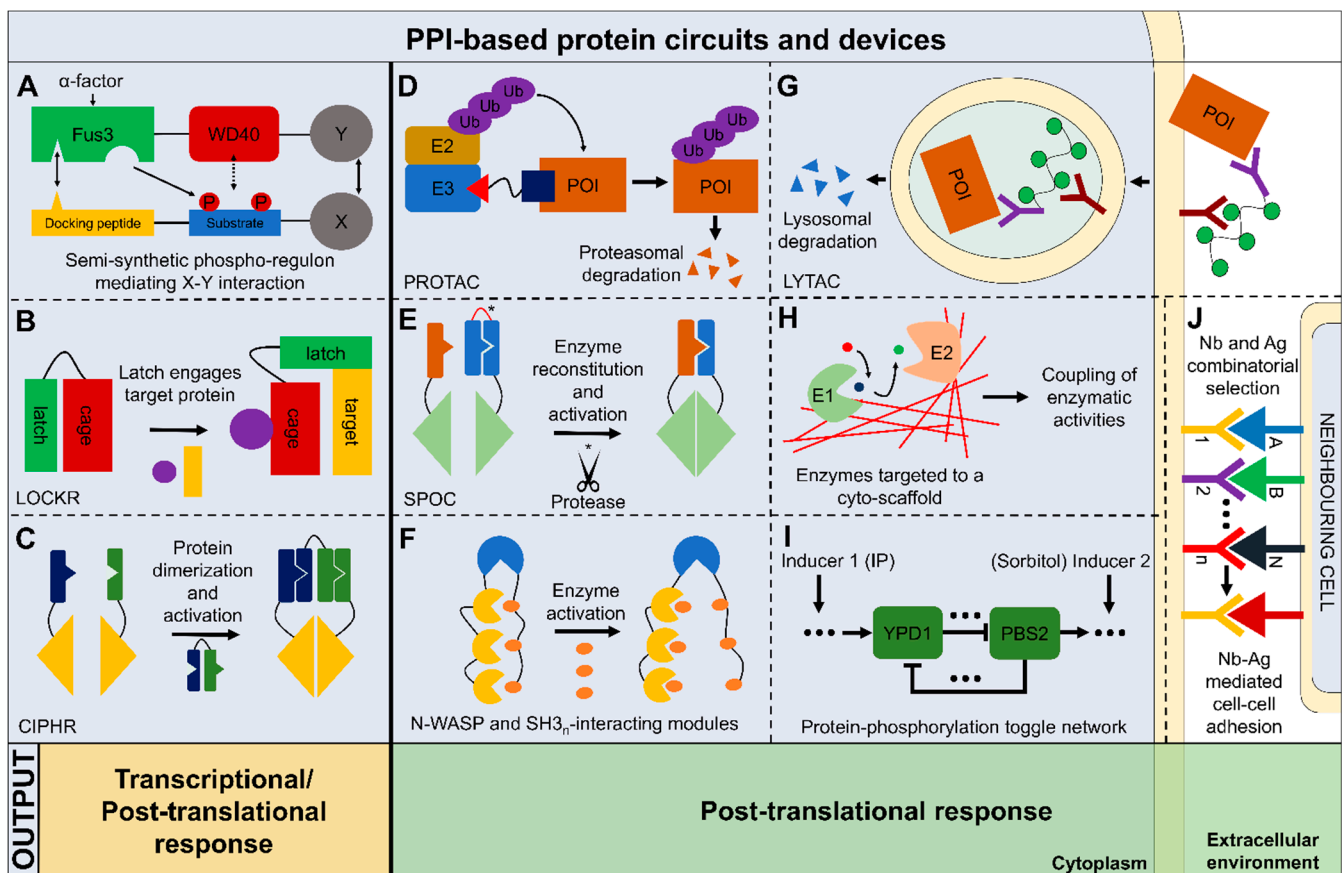 PPI-based protein circuits and devices
A
α-factor
Fus3
WD40
Y
P
P
Docking peptide
Substrate
X
Semi-synthetic phospho-regulon
mediating X-Y interaction
B
latch
cage
Latch engages
target protein
latch
cage
target
LOCKR
C
Protein
dimerization
and
activation
CIPHR
D
Ub
Ub
Ub
E2
E3
POI
Ub
Ub
Ub
POI
Proteasomal
degradation
PROTAC
E
*
Enzyme
reconstitution
and
activation
*
Protease
SPOC
F
Enzyme
activation
N-WASP and SH3n-interacting modules
G
POI
Lysosomal
degradation
LYTAC
POI
H
E1
E2
Coupling of
enzymatic
activities
Enzymes targeted to a
cyto-scaffold
I
Inducer 1 (IP)
(Sorbitol) Inducer 2
YPD1
PBS2
Protein-phosphorylation toggle network
J
Nb and Ag
combinatorial
selection
1
A
2
B
n
N
Nb-Ag
mediated
cell-cell
adhesion
NEIGHBOURING CELL
OUTPUT
Transcriptional/
Post-translational
response
Post-translational response
Cytoplasm
Extracellular
environment